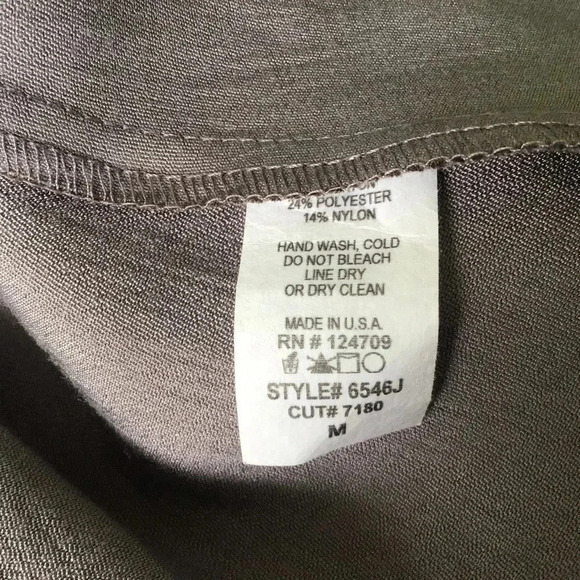 24% POLYESTER
14% NYLON
HAND WASH, COLD
DO NOT BLEACH
LINE DRY
OR DRY CLEAN
MADE IN U.S.A.
RN # 124709
STYLE# 6546J
CUT# 7180
M